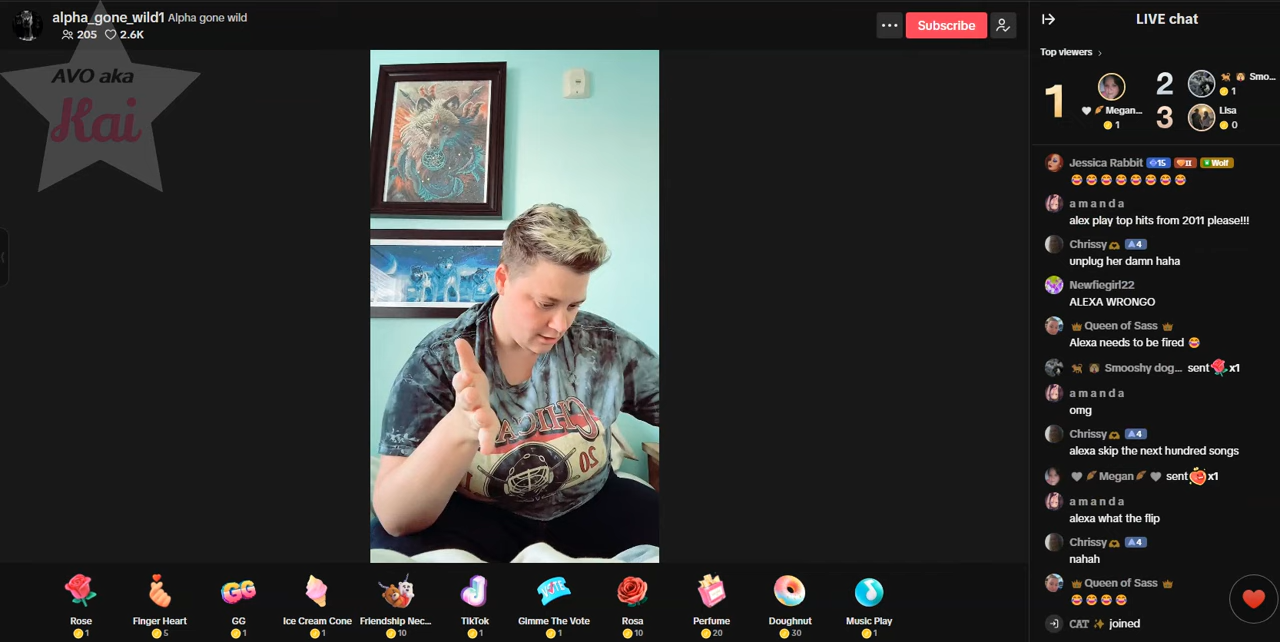 alpha_gone_wild1 Alpha gone wild
205 2.6K
AVO aka
Kai
Subscribe
LIVE chat
Top viewers
1 Megan... 1
2 Smo... 1
3 Lisa 0
CHICA
20
Jessica Rabbit 15 II Wolf
a m a n d a
alex play top hits from 2011 please!!!
Chrissy 4
unplug her damn haha
Newfiegirl22
ALEXA WRONGO
Queen of Sass
Alexa needs to be fired
Smooshy dog... sent x1
a m a n d a
omg
Chrissy 4
alexa skip the next hundred songs
Megan sent x1
a m a n d a
alexa what the flip
Chrissy 4
nahah
Queen of Sass
CAT joined
GG
VOTE
Rose Finger Heart GG Ice Cream Cone Friendship Nec... TikTok Gimme The Vote Rosa Perfume Doughnut Music Play
1 5 1 1 10 1 1 10 20 30 1